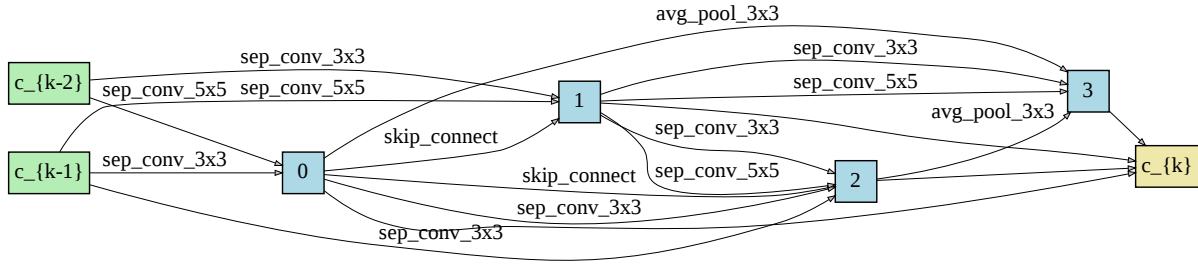 avg_pool_3x3
sep_conv_3x3
sep_conv_3x3
c_{k-2}
sep_conv_5x5
sep_conv_5x5
sep_conv_5x5
3
1
avg_pool_3x3
sep_conv_3x3
skip_connect
sep_conv_3x3
c_{k-1}
0
sep_conv_5x5
c_{k}
skip_connect
2
sep_conv_3x3
sep_conv_3x3